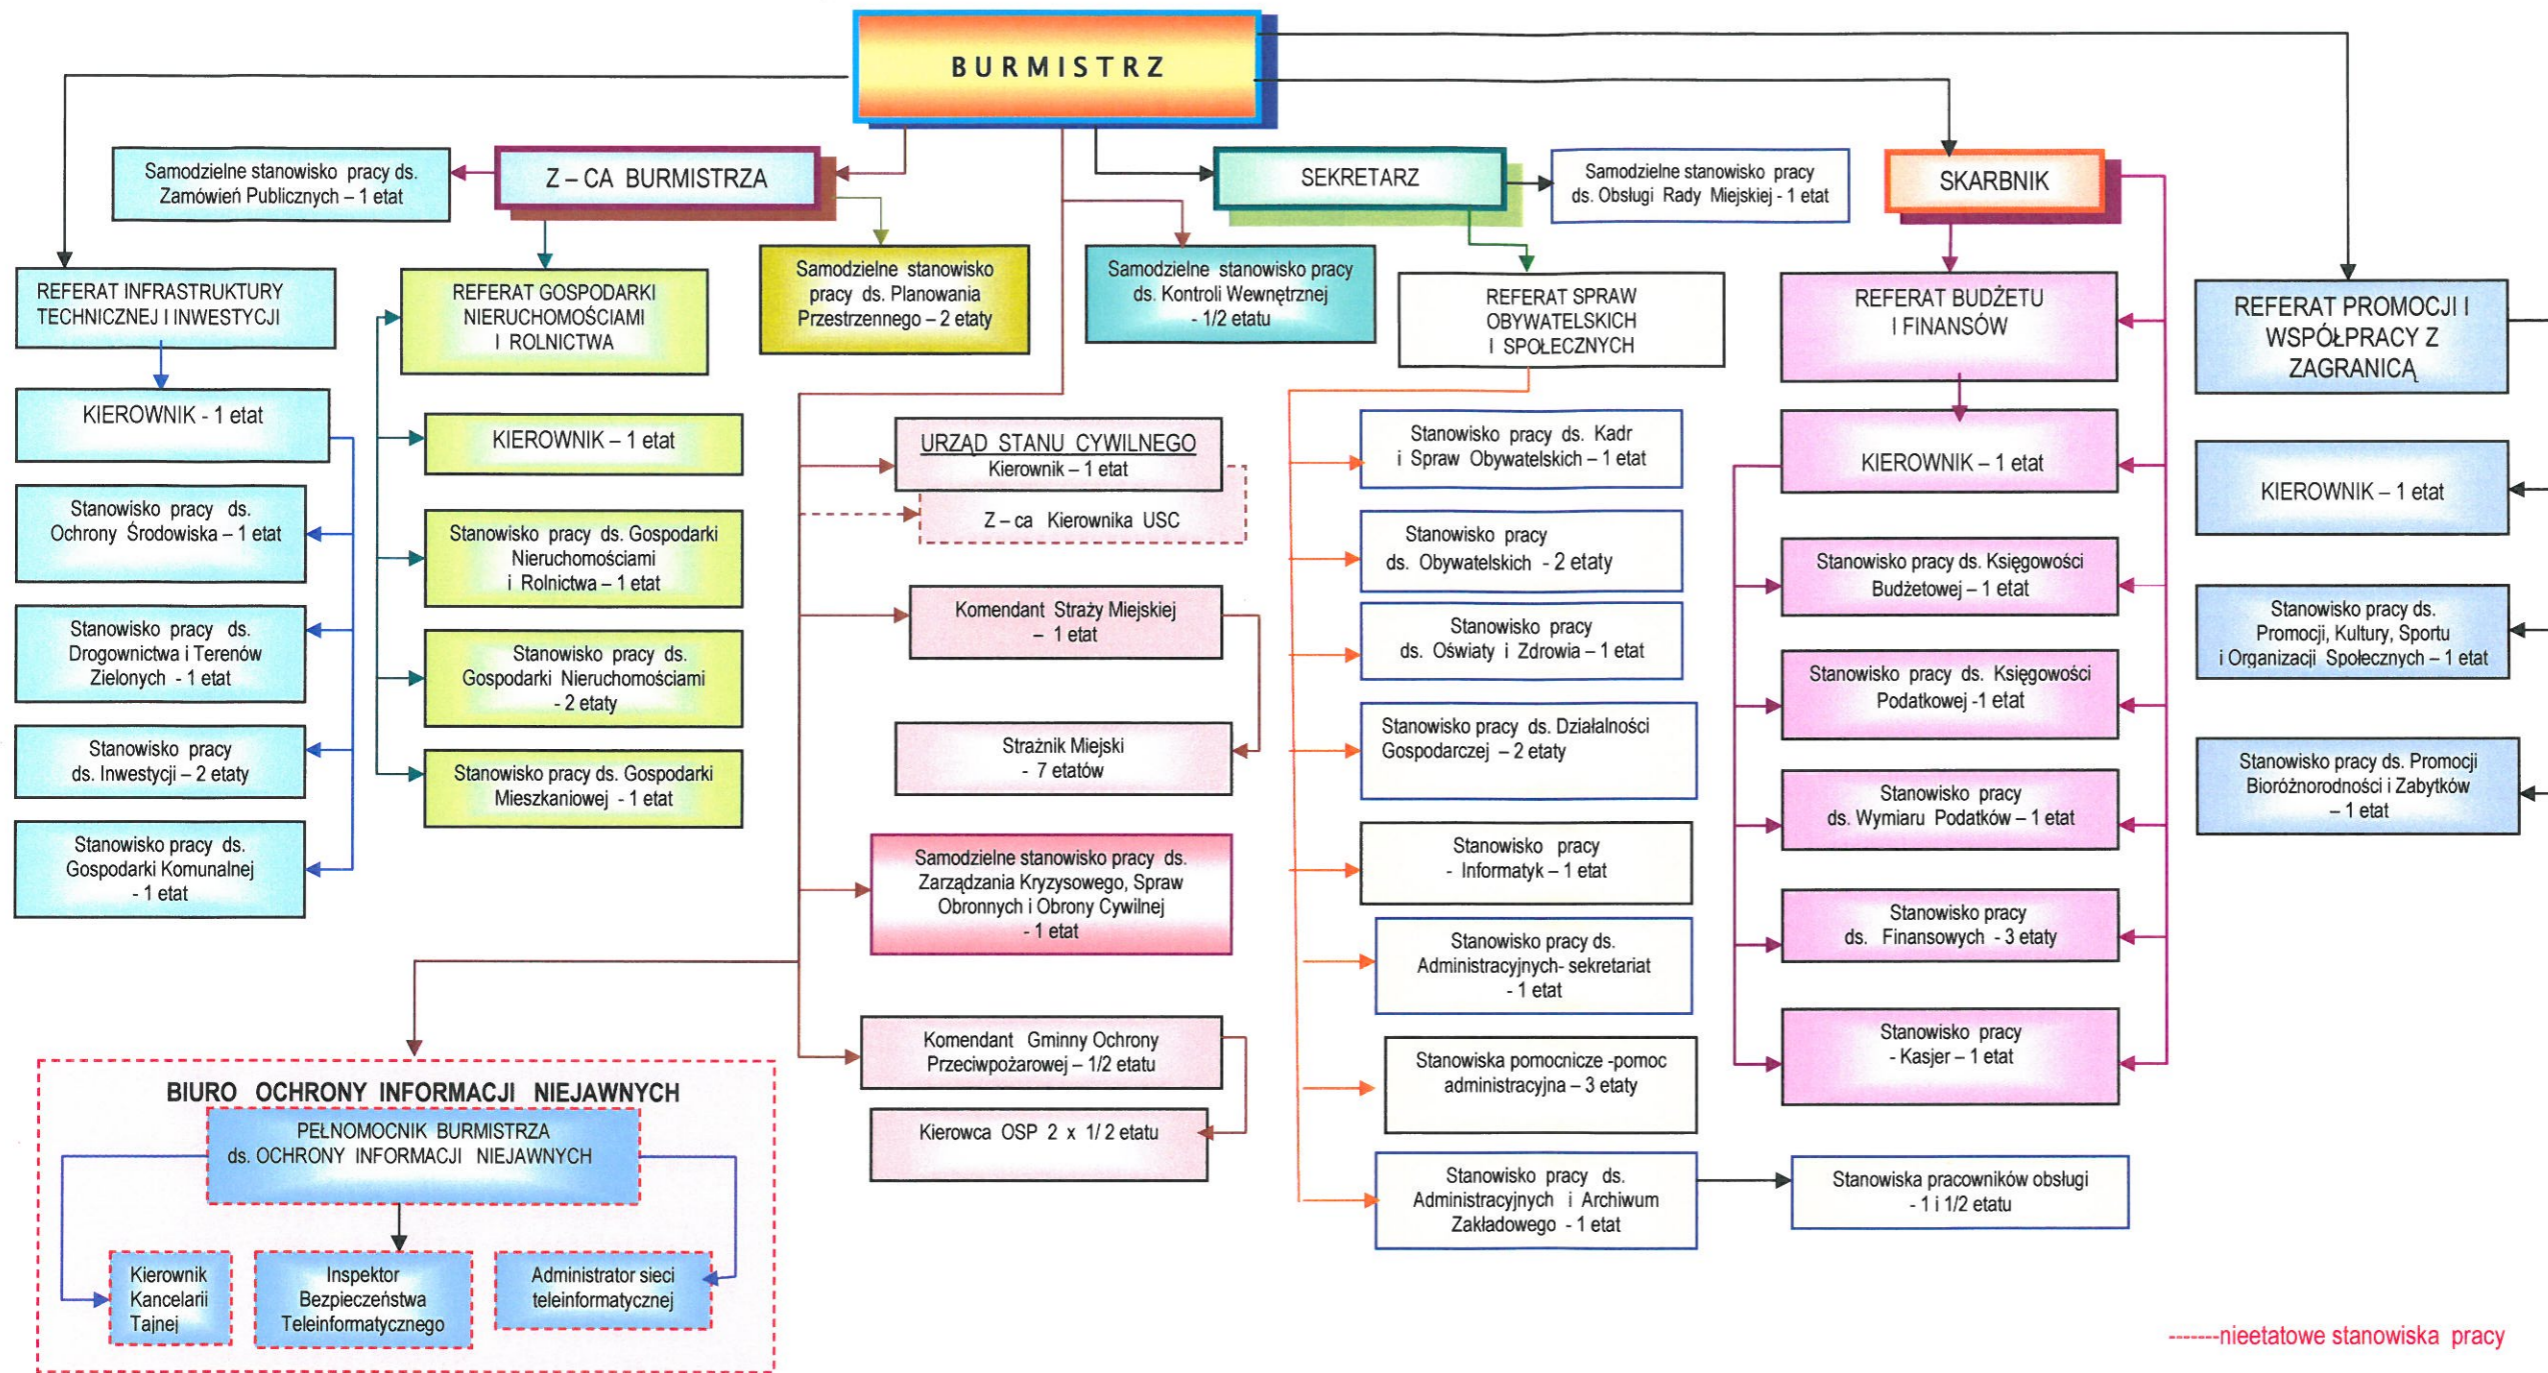 BURMISTRZ
Samodzielne stanowisko pracy ds.
Zamówień Publicznych – 1 etat
Z – CA BURMISTRZA
SEKRETARZ
Samodzielne stanowisko pracy
ds. Obsługi Rady Miejskiej - 1 etat
SKARBNIK
REFERAT INFRASTRUKTURY
TECHNICZNEJ I INWESTYCJI
KIEROWNIK - 1 etat
Stanowisko pracy ds.
Ochrony Środowiska – 1 etat
Stanowisko pracy ds.
Drogownictwa i Terenów
Zielonych - 1 etat
Stanowisko pracy
ds. Inwestycji – 2 etaty
Stanowisko pracy ds.
Gospodarki Komunalnej
- 1 etat
REFERAT GOSPODARKI
NIERUCHOMOŚCIAMI
I ROLNICTWA
KIEROWNIK – 1 etat
Stanowisko pracy ds. Gospodarki
Nieruchomościami
i Rolnictwa – 1 etat
Stanowisko pracy ds.
Gospodarki Nieruchomościami
- 2 etaty
Stanowisko pracy ds. Gospodarki
Mieszkaniowej - 1 etat
Samodzielne stanowisko
pracy ds. Planowania
Przestrzennego – 2 etaty
Samodzielne stanowisko pracy
ds. Kontroli Wewnętrznej
- 1/2 etatu
URZĄD STANU CYWILNEGO
Kierownik – 1 etat
Z – ca Kierownika USC
Komendant Straży Miejskiej
– 1 etat
Strażnik Miejski
- 7 etatów
Samodzielne stanowisko pracy ds.
Zarządzania Kryzysowego, Spraw
Obronnych i Obrony Cywilnej
- 1 etat
Komendant Gminny Ochrony
Przeciwpożarowej – 1/2 etatu
Kierowca OSP 2 x 1/ 2 etatu
REFERAT SPRAW
OBYWATELSKICH
I SPOŁECZNYCH
Stanowisko pracy ds. Kadr
i Spraw Obywatelskich – 1 etat
Stanowisko pracy
ds. Obywatelskich - 2 etaty
Stanowisko pracy
ds. Oświaty i Zdrowia – 1 etat
Stanowisko pracy ds. Działalności
Gospodarczej – 2 etaty
Stanowisko pracy
- Informatyk – 1 etat
Stanowisko pracy ds.
Administracyjnych- sekretariat
- 1 etat
Stanowiska pomocnicze -pomoc
administracyjna – 3 etaty
Stanowisko pracy ds.
Administracyjnych i Archiwum
Zakładowego - 1 etat
Stanowiska pracowników obsługi
- 1 i 1/2 etatu
REFERAT BUDŻETU
I FINANSÓW
KIEROWNIK – 1 etat
Stanowisko pracy ds. Księgowości
Budżetowej – 1 etat
Stanowisko pracy ds. Księgowości
Podatkowej -1 etat
Stanowisko pracy
ds. Wymiaru Podatków – 1 etat
Stanowisko pracy
ds. Finansowych - 3 etaty
Stanowisko pracy
- Kasjer – 1 etat
REFERAT PROMOCJI I
WSPÓŁPRACY Z
ZAGRANICĄ
KIEROWNIK – 1 etat
Stanowisko pracy ds.
Promocji, Kultury, Sportu
i Organizacji Społecznych – 1 etat
Stanowisko pracy ds. Promocji
Bioróżnorodności i Zabytków
– 1 etat
BIURO OCHRONY INFORMACJI NIEJAWNYCH
PEŁNOMOCNIK BURMISTRZA
ds. OCHRONY INFORMACJI NIEJAWNYCH
Kierownik
Kancelarii
Tajnej
Inspektor
Bezpieczeństwa
Teleinformatycznego
Administrator sieci
teleinformatycznej
-------nieetatowe stanowiska pracy